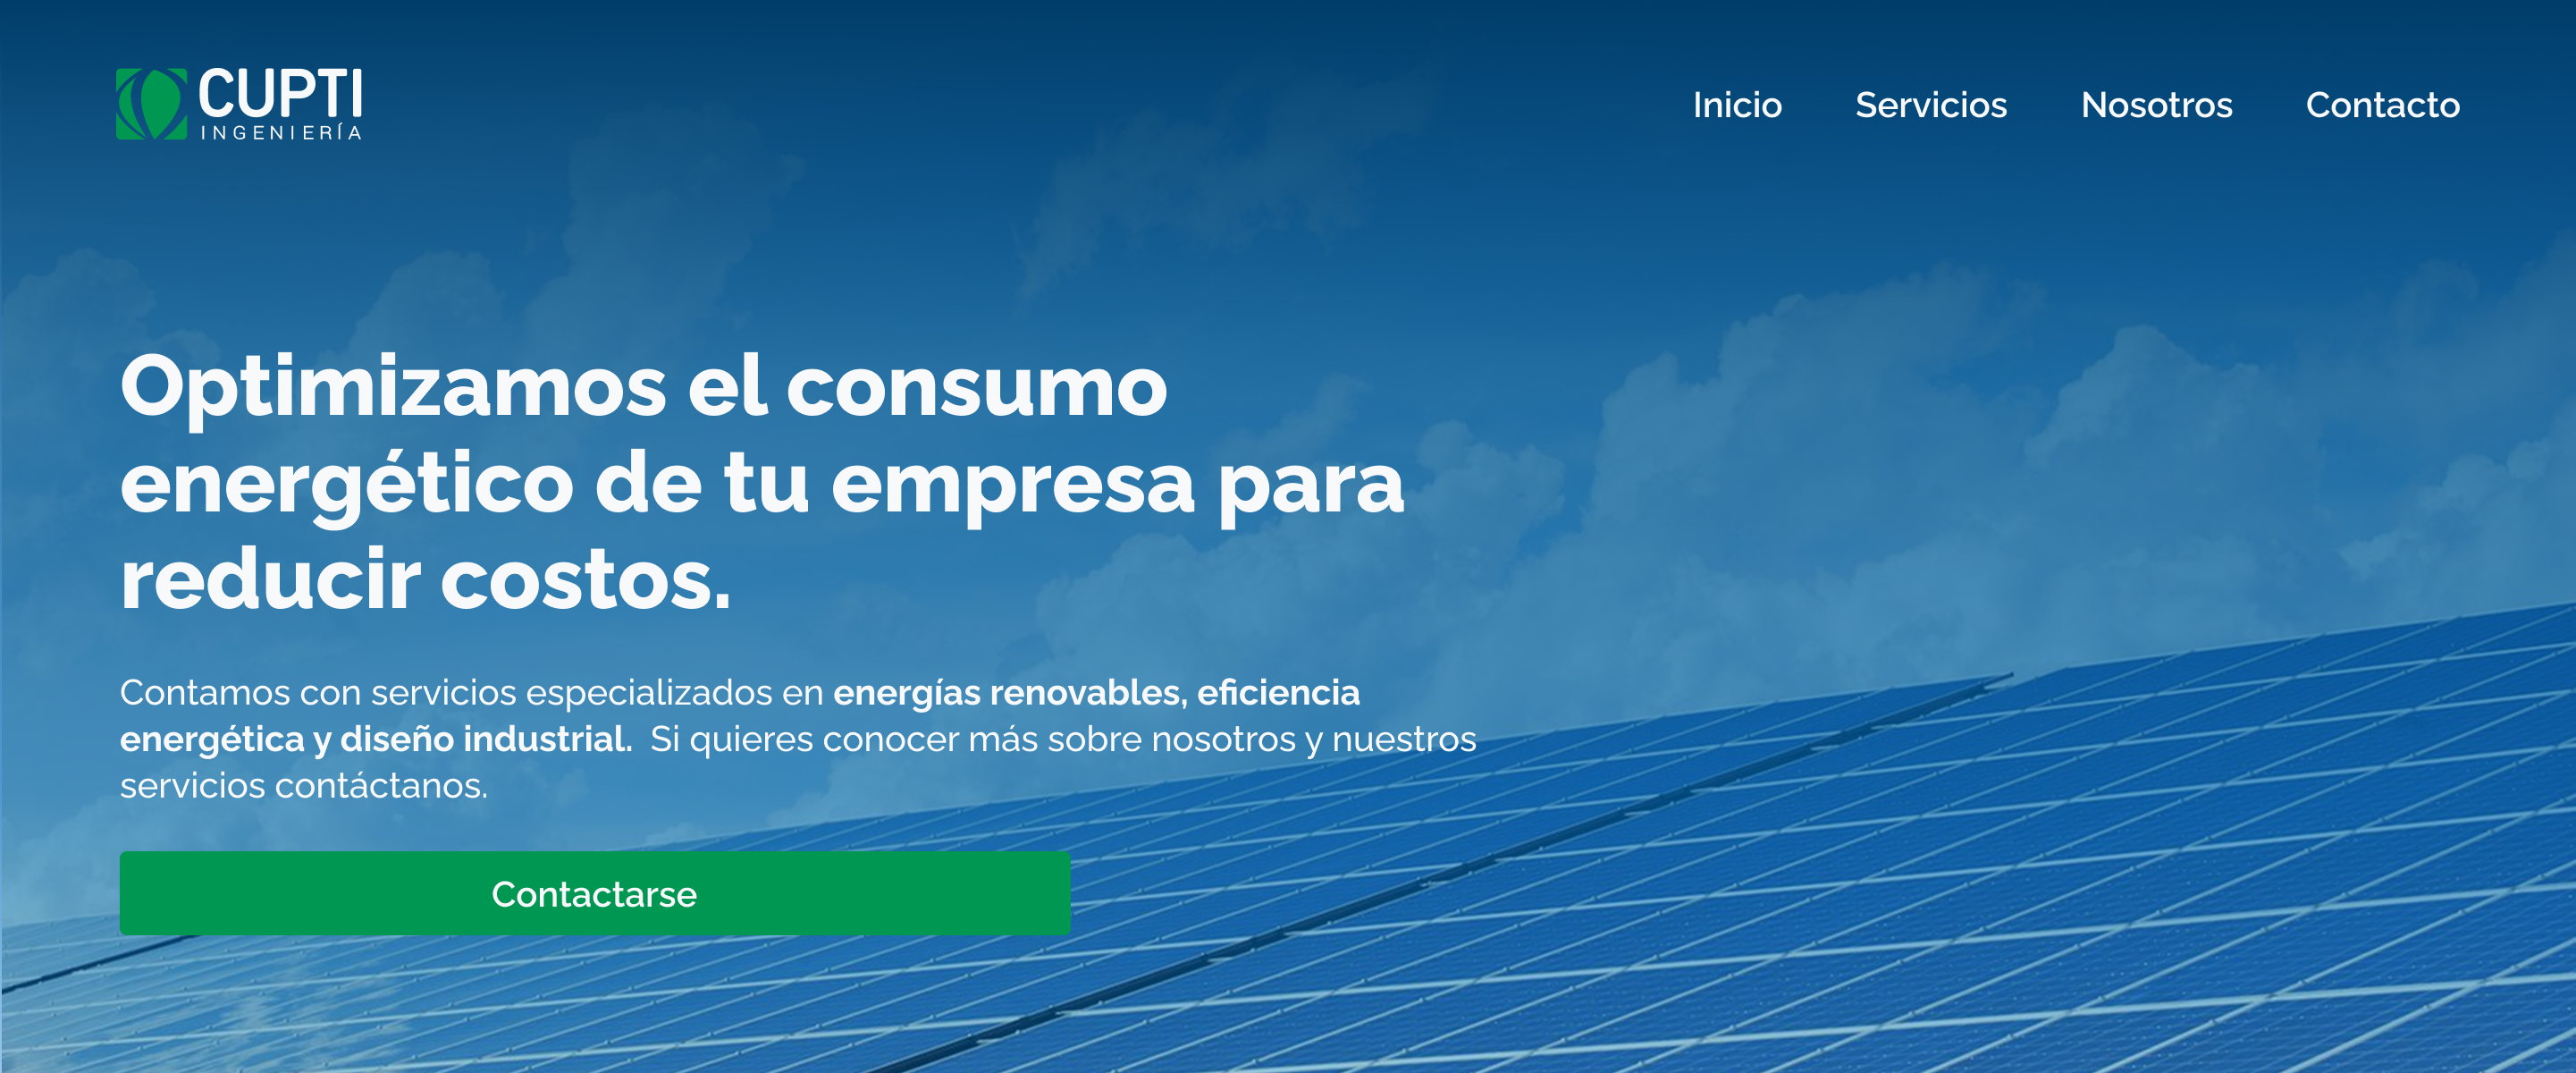 CUPTI
INGENIERÍA
Inicio Servicios Nosotros Contacto
Optimizamos el consumo
energético de tu empresa para
reducir costos.
Contamos con servicios especializados en energías renovables, eficiencia
energética y diseño industrial. Si quieres conocer más sobre nosotros y nuestros
servicios contáctanos.
Contactarse